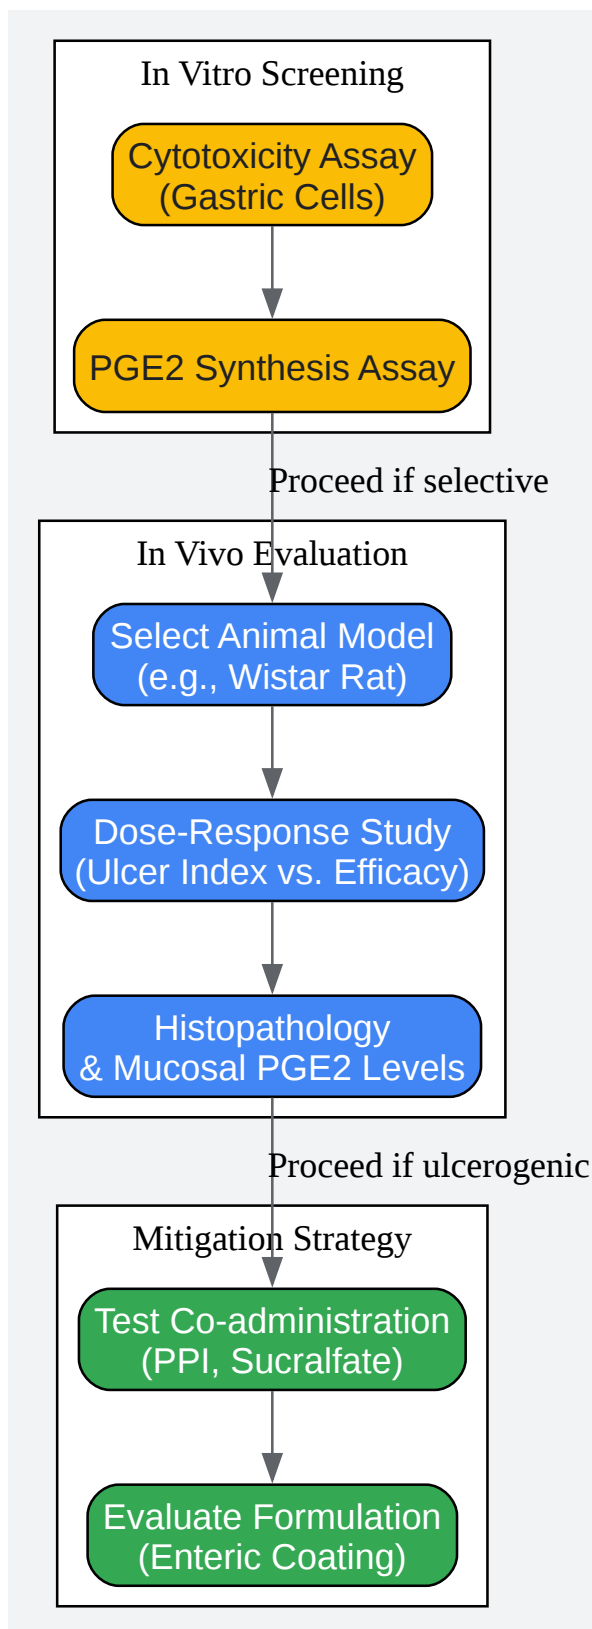 In Vitro Screening
Cytotoxicity Assay
(Gastric Cells)
PGE2 Synthesis Assay
Proceed if selective
In Vivo Evaluation
Select Animal Model
(e.g., Wistar Rat)
Dose-Response Study
(Ulcer Index vs. Efficacy)
Histopathology
& Mucosal PGE2 Levels
Proceed if ulcerogenic
Mitigation Strategy
Test Co-administration
(PPI, Sucralfate)
Evaluate Formulation
(Enteric Coating)